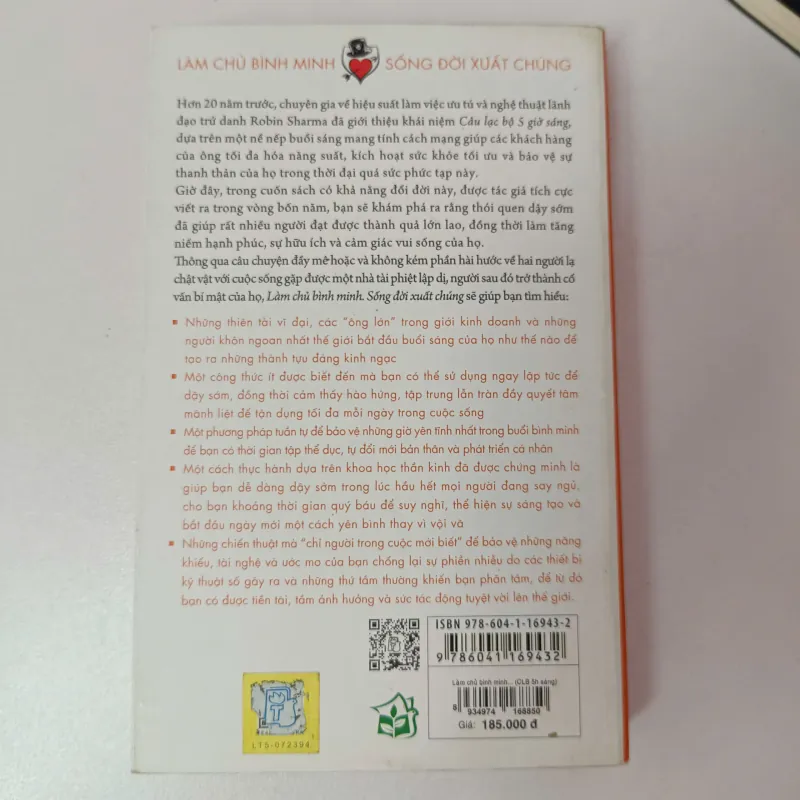 LÀM CHỦ BÌNH MINH SỐNG ĐỜI XUẤT CHÚNG
Hơn 20 năm trước, chuyên gia về hiệu suất làm việc ưu tú và nghệ thuật lãnh
đạo trứ danh Robin Sharma đã giới thiệu khái niệm Câu lạc bộ 5 giờ sáng,
dựa trên một nề nếp buổi sáng mang tính cách mạng giúp các khách hàng
của ông tối đa hóa năng suất, kích hoạt sức khỏe tối ưu và bảo vệ sự
thanh thản của họ trong thời đại quá sức phức tạp này.
Giờ đây, trong cuốn sách có khả năng đổi đời này, được tác giả tích cực
viết ra trong vòng bốn năm, bạn sẽ khám phá ra rằng thói quen dậy sớm
đã giúp rất nhiều người đạt được thành quả lớn lao, đồng thời làm tăng
niềm hạnh phúc, sự hữu ích và cảm giác vui sống của họ.
Thông qua câu chuyện đầy mê hoặc và không kém phần hài hước về hai người lạ
chật vật với cuộc sống gặp được một nhà tài phiệt lập dị, người sau đó trở thành cố
vấn bí mật của họ, Làm chủ bình minh. Sống đời xuất chúng sẽ giúp bạn tìm hiểu:
▪ Những thiên tài vĩ đại, các "ông lớn" trong giới kinh doanh và những
người khôn ngoan nhất thế giới bắt đầu buổi sáng của họ như thế nào để
tạo ra những thành tựu đáng kinh ngạc
▪ Một công thức ít được biết đến mà bạn có thể sử dụng ngay lập tức để
dậy sớm, đồng thời cảm thấy hào hứng, tập trung lẫn tràn đầy quyết tâm
mãnh liệt để tận dụng tối đa mỗi ngày trong cuộc sống
▪ Một phương pháp tuần tự để bảo vệ những giờ yên tĩnh nhất trong buổi bình minh
để bạn có thời gian tập thể dục, tự đổi mới bản thân và phát triển cá nhân
▪ Một cách thực hành dựa trên khoa học thần kinh đã được chứng minh là
giúp bạn dễ dàng dậy sớm trong lúc hầu hết mọi người đang say ngủ,
cho bạn khoảng thời gian quý báu để suy nghĩ, thể hiện sự sáng tạo và
bắt đầu ngày mới một cách yên bình thay vì vội vã
▪ Những chiến thuật mà "chỉ người trong cuộc mới biết" để bảo vệ những năng
khiếu, tài nghệ và ước mơ của bạn chống lại sự phiền nhiễu do các thiết bị
kỹ thuật số gây ra và những thứ tầm thường khiến bạn phân tâm, để từ đó
bạn có được tiền tài, tầm ảnh hưởng và sức tác động tuyệt vời lên thế giới.
ISBN 978-604-1-16943-2
9 786041 169432
Làm chủ bình minh... (CLB 5h sáng)
8 934974 168850
Giá: 185.000 đ
T
LT5-072394